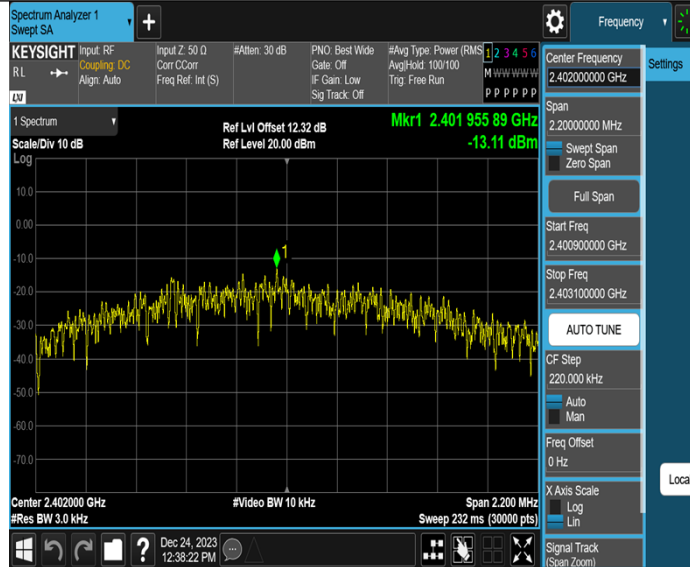 Spectrum Analyzer 1
Swept SA
+
Frequency
KEYSIGHT
RL
LXI
Input: RF
Coupling: DC
Align: Auto
Input Z: 50 Ω
Corr CCorr
Freq Ref: Int (S)
#Atten: 30 dB
PNO: Best Wide
Gate: Off
IF Gain: Low
Sig Track: Off
#Avg Type: Power (RMS
Avg|Hold: 100/100
Trig: Free Run
1 2 3 4 5 6
M W W W W W
P P P P P P
Center Frequency
2.402000000 GHz
Settings
Span
2.20000000 MHz
Swept Span
Zero Span
Full Span
Start Freq
2.400900000 GHz
Stop Freq
2.403100000 GHz
AUTO TUNE
CF Step
220.000 kHz
Auto
Man
Freq Offset
0 Hz
X Axis Scale
Log
Lin
Signal Track
(Span Zoom)
Loca
1 Spectrum
Scale/Div 10 dB
Log
Ref Lvl Offset 12.32 dB
Ref Level 20.00 dBm
Mkr1 2.401 955 89 GHz
-13.11 dBm
10.0
0.00
-10.0
-20.0
-30.0
-40.0
-50.0
-60.0
-70.0
1
Center 2.402000 GHz
#Res BW 3.0 kHz
#Video BW 10 kHz
Span 2.200 MHz
Sweep 232 ms (30000 pts)
?
Dec 24, 2023
12:38:22 PM